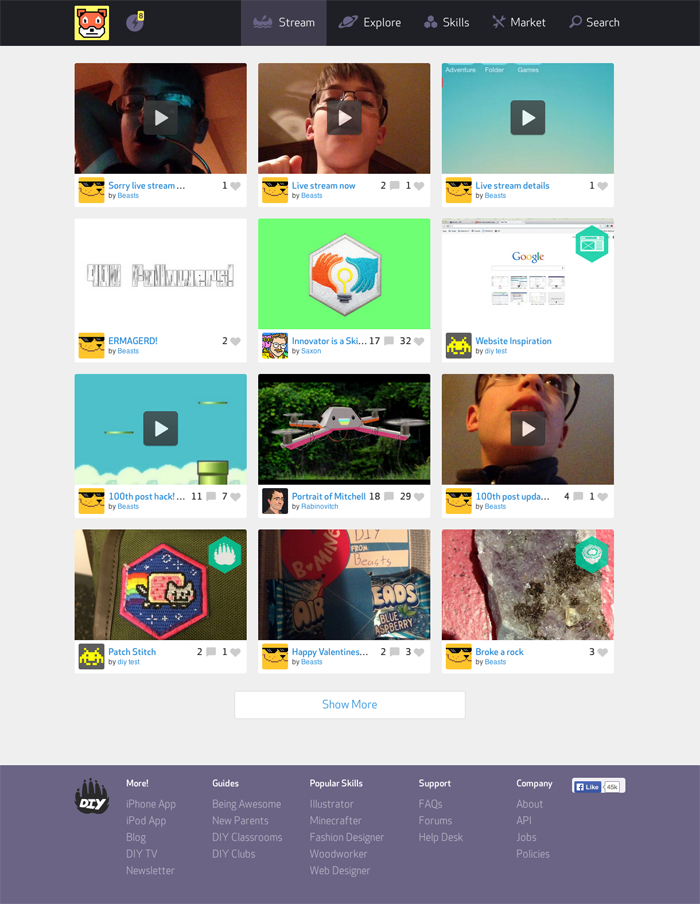 8
Stream
Explore
Skills
Market
Search
Adventure Folder Games
Sorry live stream ... 1
by Beasts
Live stream now 2 1
by Beasts
Live stream details 1
by Beasts
400 Followers!
Google
ERMAGERD! 2
by Beasts
Innovator is a Ski... 17 32
by Saxon
Website Inspiration
by diy test
100th post hack! ... 11 7
by Beasts
Portrait of Mitchell 18 29
by Rabinovitch
100th post upda... 4 1
by Beasts
DIY
FROM:
Beasts
B MING
AIR
HEADS
BLUE
RASPBERRY
Patch Stitch 2 1
by diy test
Happy Valentines... 2 3
by Beasts
Broke a rock 3
by Beasts
Show More
DIY
More!
iPhone App
iPod App
Blog
DIY TV
Newsletter
Guides
Being Awesome
New Parents
DIY Classrooms
DIY Clubs
Popular Skills
Illustrator
Minecrafter
Fashion Designer
Woodworker
Web Designer
Support
FAQs
Forums
Help Desk
Company
About
API
Jobs
Policies
Like 45k